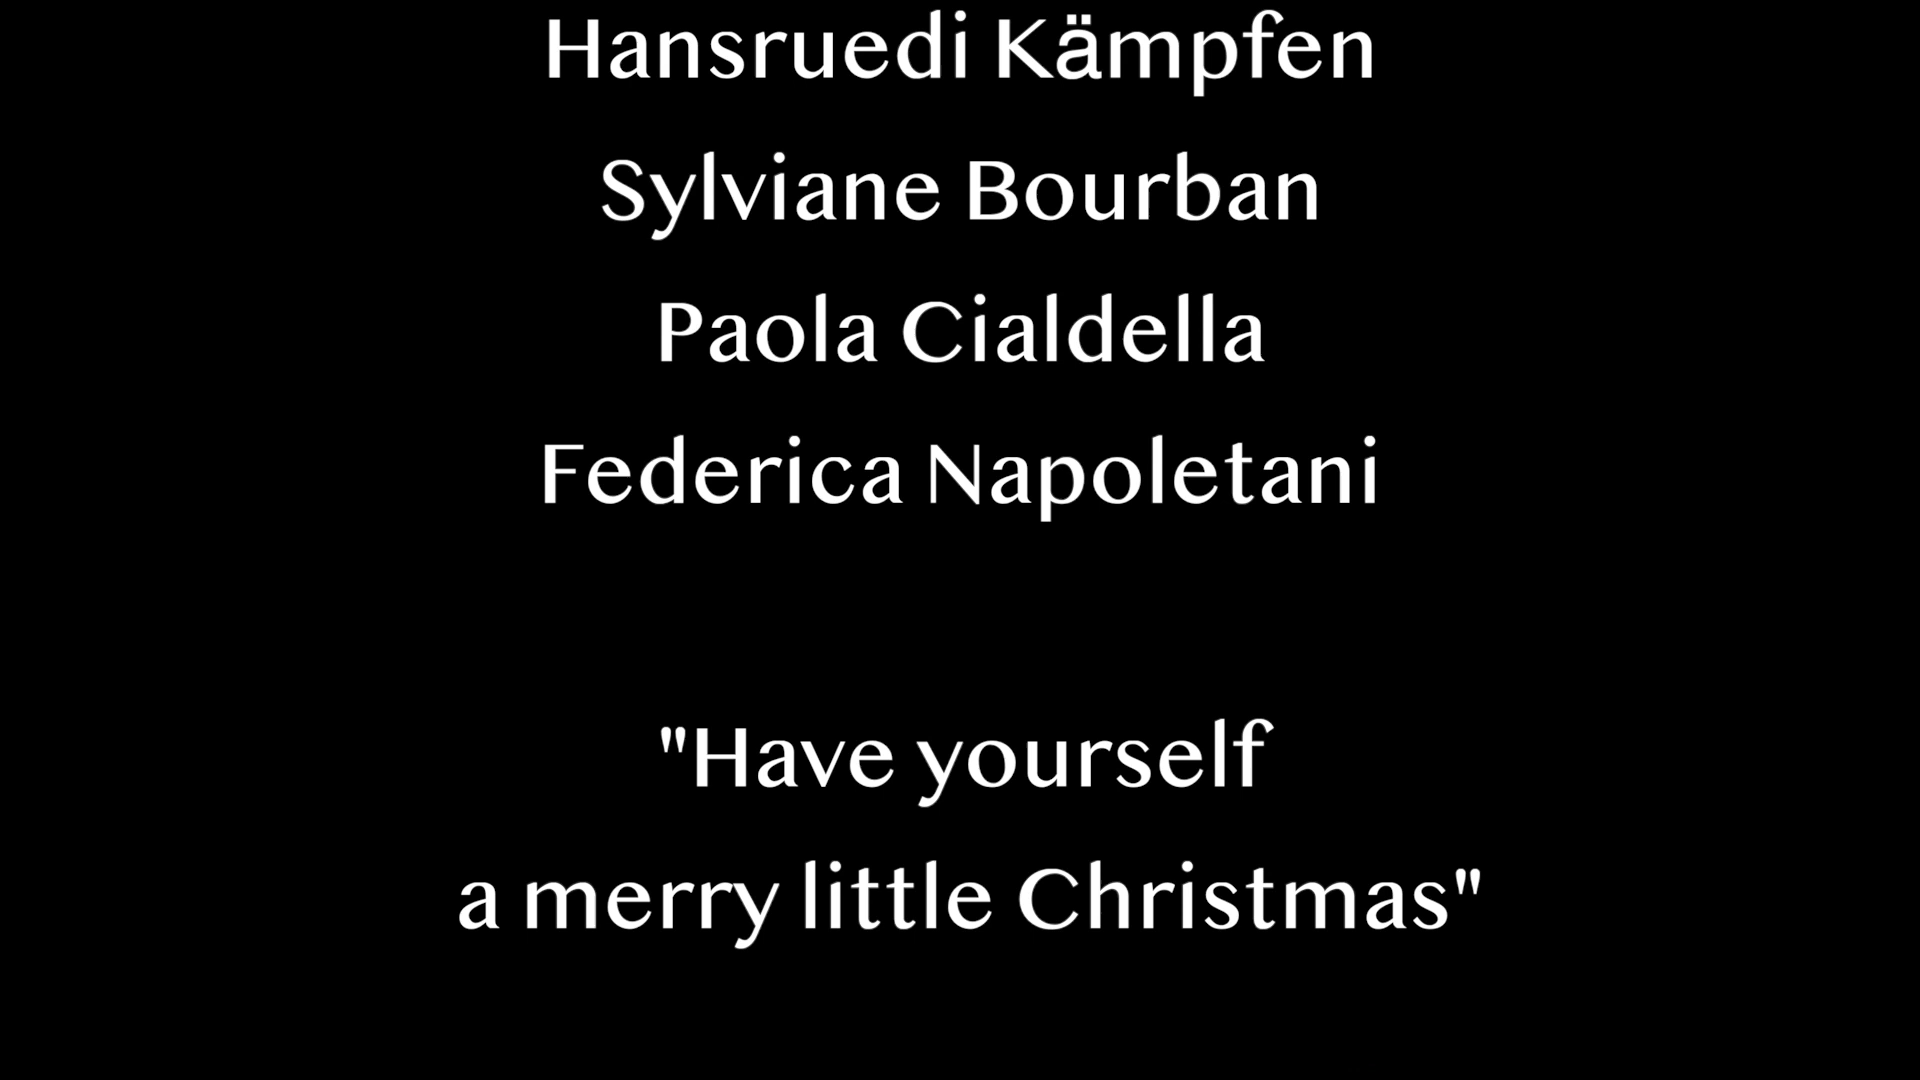 Hansruedi Kämpfen
Sylviane Bourban
Paola Cialdella
Federica Napoletani
"Have yourself
a merry little Christmas"